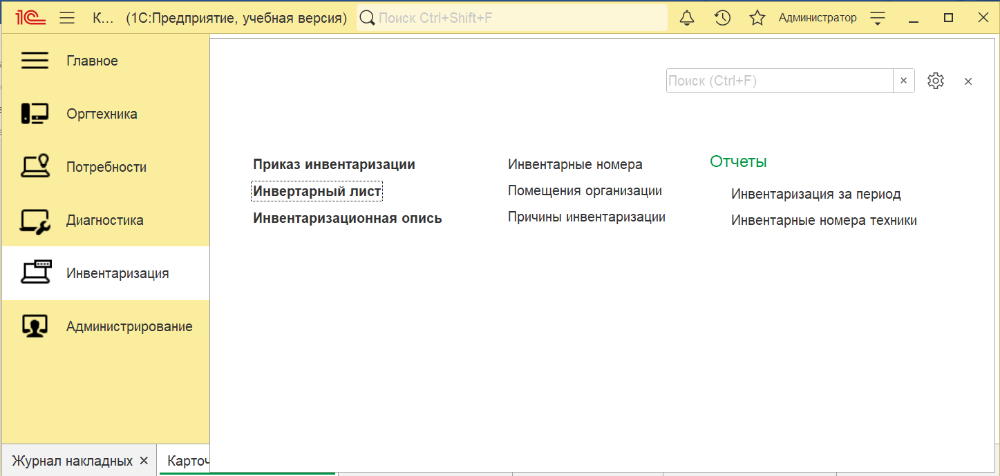 1С К... (1С:Предприятие, учебная версия) Поиск Ctrl+Shift+F Администратор
Главное
Оргтехника
Потребности
Диагностика
Инвентаризация
Администрирование
Поиск (Ctrl+F)
Приказ инвентаризации
Инвертарный лист
Инвентаризационная опись
Инвентарные номера
Помещения организации
Причины инвентаризации
Отчеты
Инвентаризация за период
Инвентарные номера техники
Журнал накладных
Карточ